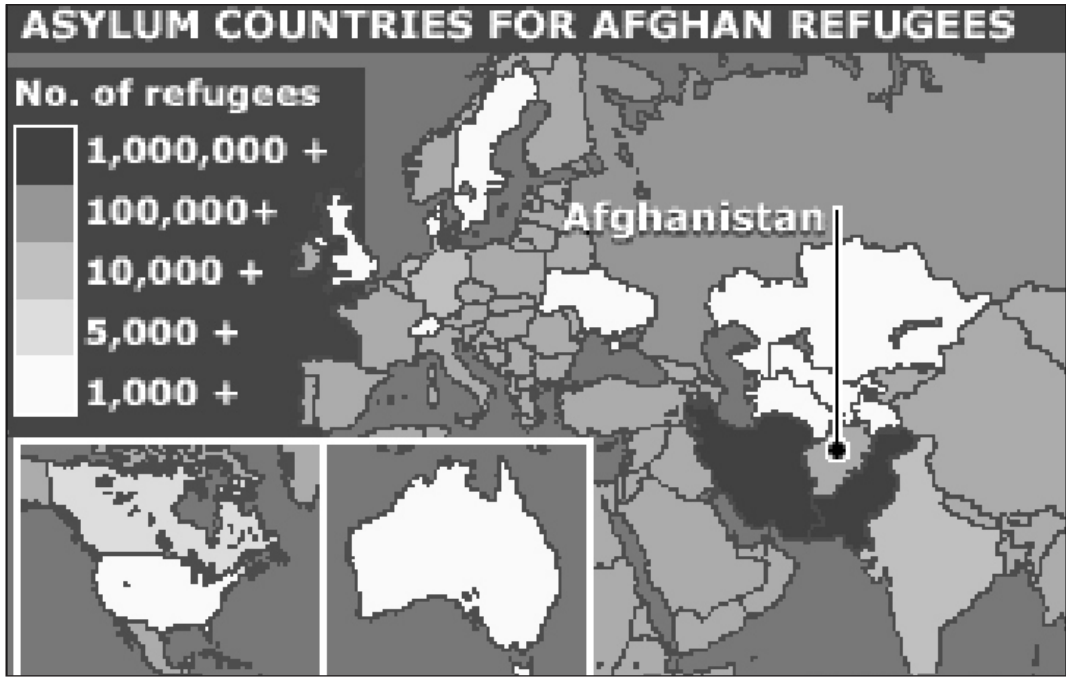 ASYLUM COUNTRIES FOR AFGHAN REFUGEES
No. of refugees
1,000,000 +
100,000+
10,000 +
5,000 +
1,000 +
Afghanistan